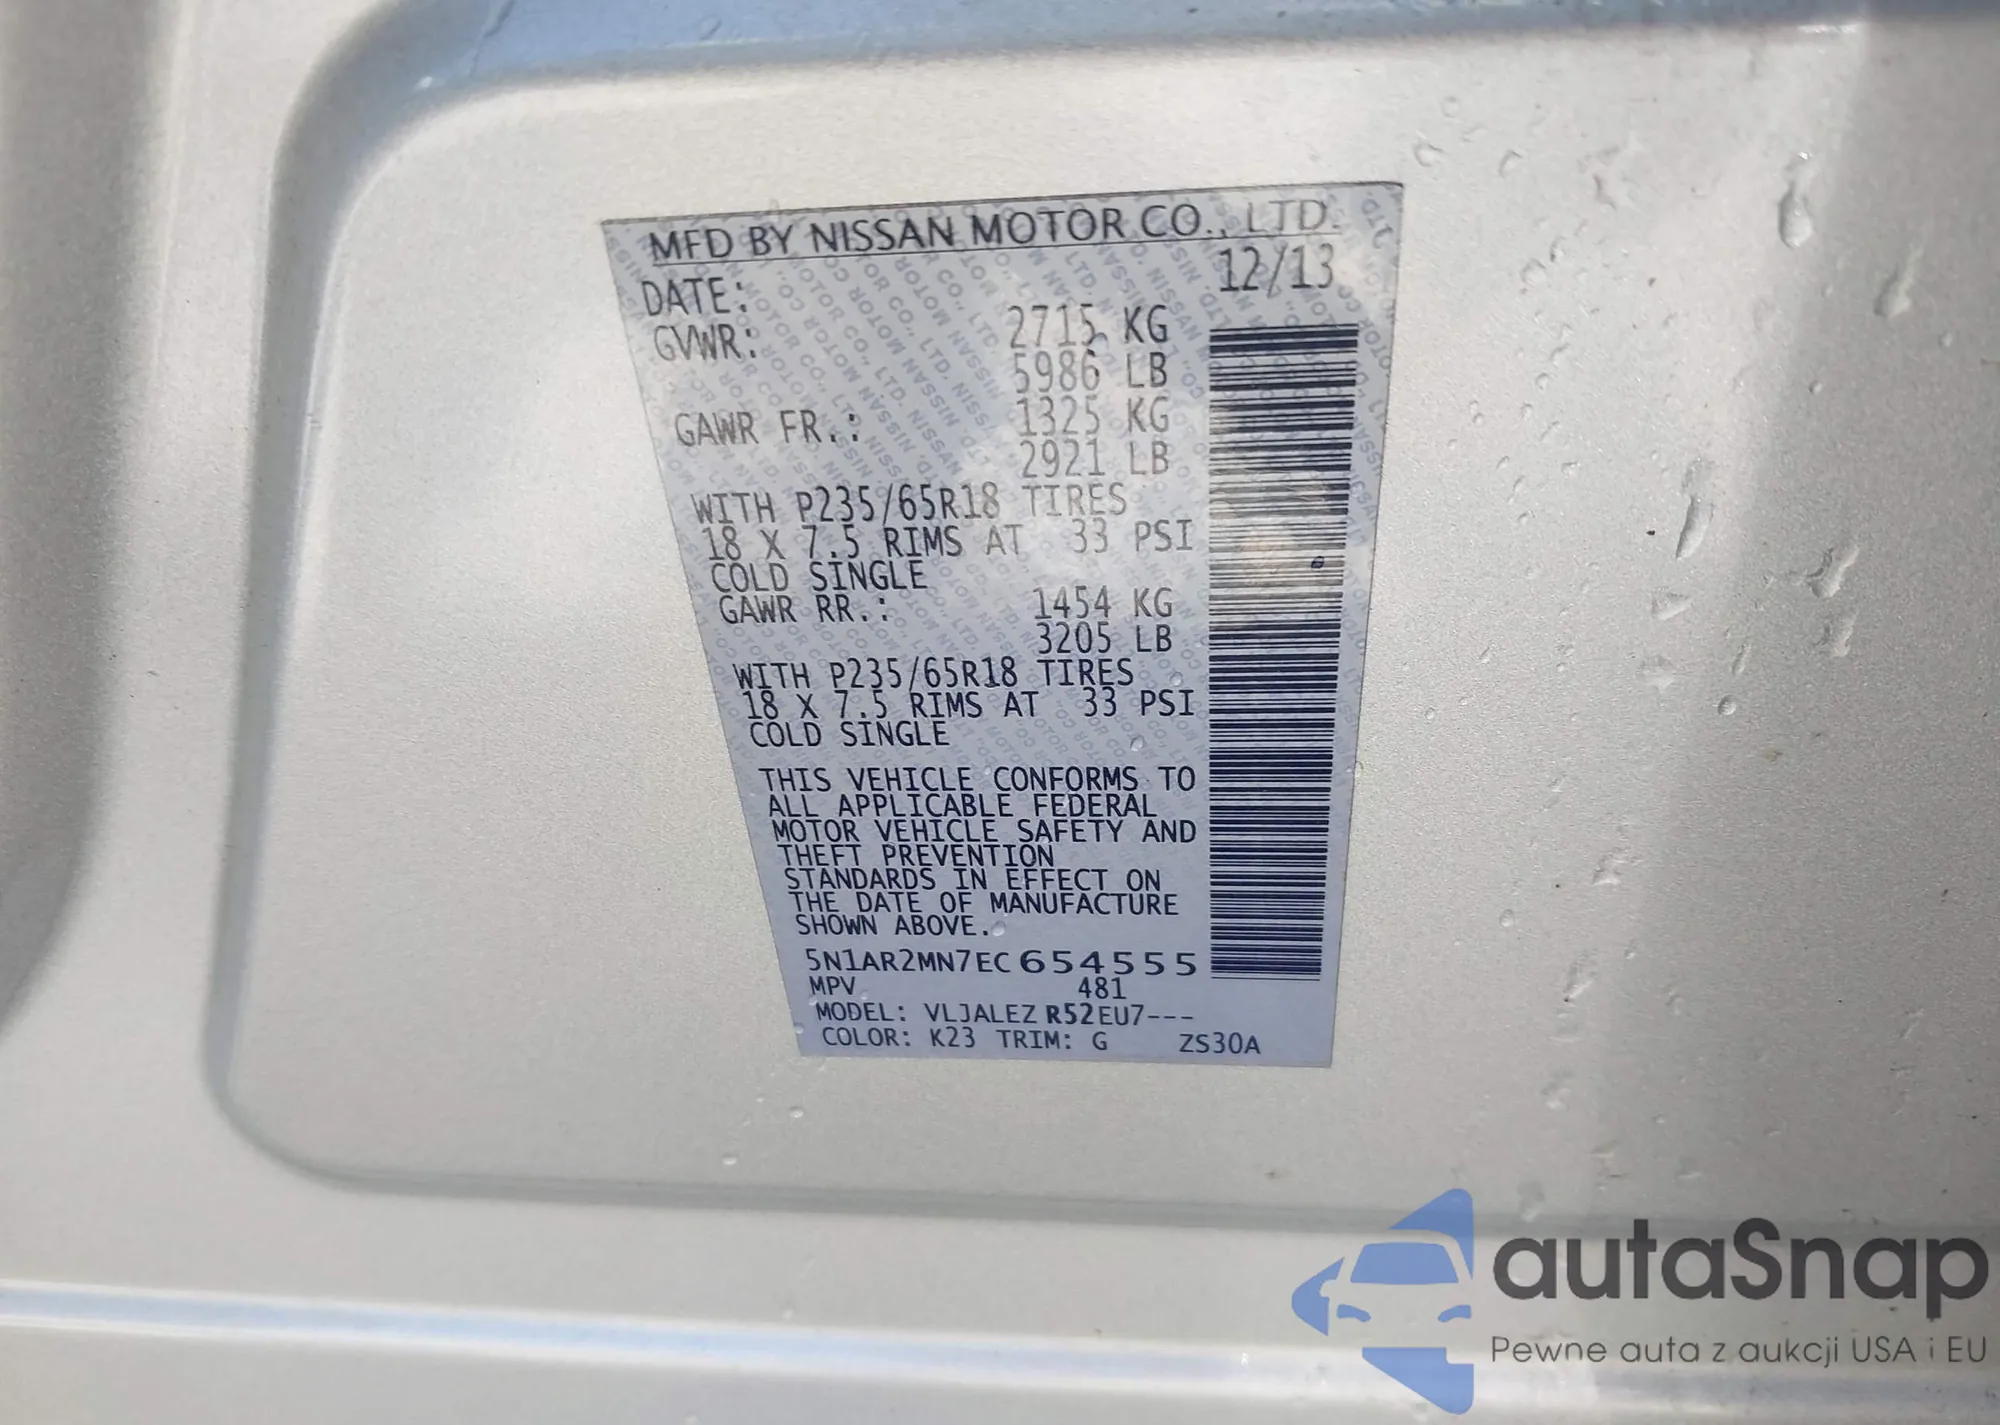 MFD BY NISSAN MOTOR CO., LTD.
DATE: 12/13
GVWR: 2715 KG
5986 LB
GAWR FR.: 1325 KG
2921 LB
WITH P235/65R18 TIRES
18 X 7.5 RIMS AT 33 PSI
COLD SINGLE
GAWR RR.: 1454 KG
3205 LB
WITH P235/65R18 TIRES
18 X 7.5 RIMS AT 33 PSI
COLD SINGLE
THIS VEHICLE CONFORMS TO
ALL APPLICABLE FEDERAL
MOTOR VEHICLE SAFETY AND
THEFT PREVENTION
STANDARDS IN EFFECT ON
THE DATE OF MANUFACTURE
SHOWN ABOVE.
5N1AR2MN7EC654555
MPV 481
MODEL: VLJALEZ R52EU7---
COLOR: K23 TRIM: G ZS30A
autaSnap
Pewne auta z aukcji USA i EU